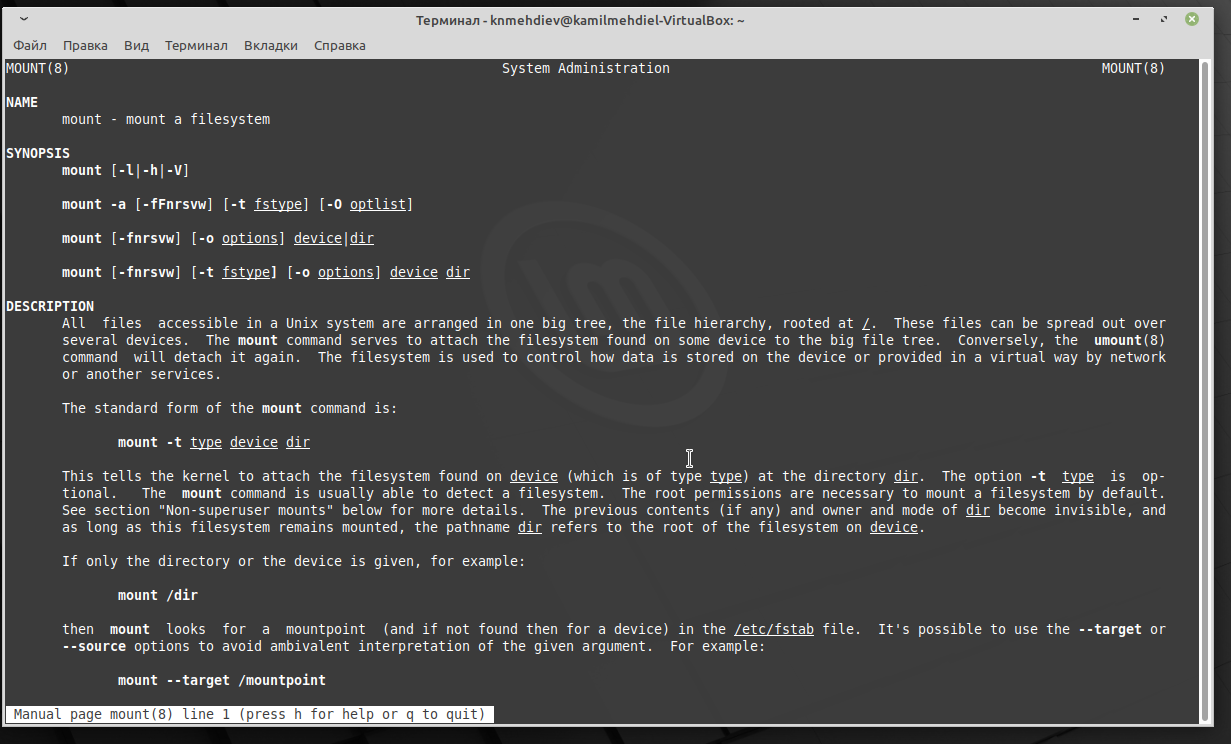 Терминал - knmehdiev@kamilmehdiel-VirtualBox: ~
Файл Правка Вид Терминал Вкладки Справка
MOUNT(8) System Administration MOUNT(8)
NAME
mount - mount a filesystem
SYNOPSIS
mount [-l|-h|-V]
mount -a [-fFnrsvw] [-t fstype] [-O optlist]
mount [-fnrsvw] [-o options] device|dir
mount [-fnrsvw] [-t fstype] [-o options] device dir
DESCRIPTION
All files accessible in a Unix system are arranged in one big tree, the file hierarchy, rooted at /. These files can be spread out over
several devices. The mount command serves to attach the filesystem found on some device to the big file tree. Conversely, the umount(8)
command will detach it again. The filesystem is used to control how data is stored on the device or provided in a virtual way by network
or another services.
The standard form of the mount command is:
mount -t type device dir
This tells the kernel to attach the filesystem found on device (which is of type type) at the directory dir. The option -t type is op-
tional. The mount command is usually able to detect a filesystem. The root permissions are necessary to mount a filesystem by default.
See section "Non-superuser mounts" below for more details. The previous contents (if any) and owner and mode of dir become invisible, and
as long as this filesystem remains mounted, the pathname dir refers to the root of the filesystem on device.
If only the directory or the device is given, for example:
mount /dir
then mount looks for a mountpoint (and if not found then for a device) in the /etc/fstab file. It's possible to use the --target or
--source options to avoid ambivalent interpretation of the given argument. For example:
mount --target /mountpoint
Manual page mount(8) line 1 (press h for help or q to quit)